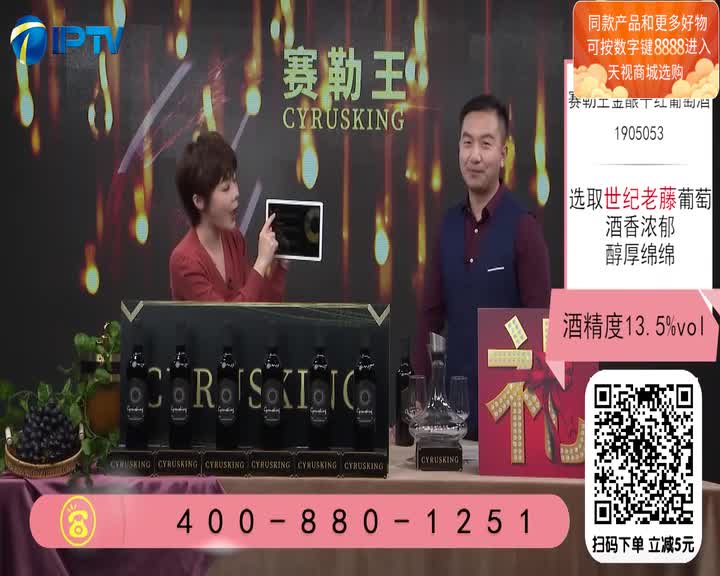 IPTV
赛勒王
CYRUSKING
同款产品和更多好物
可按数字键8888进入
天视商城选购
赛勒王金酿干红葡萄酒
1905053
选取世纪老藤葡萄
酒香浓郁
醇厚绵绵
酒精度13.5%vol
CYRUSKING
CYRUSKING
CYRUSKING
CYRUSKING
CYRUSKING
CYRUSKING
CYRUSKING
CYRUSKING
礼
400-880-1251
扫码下单 立减5元